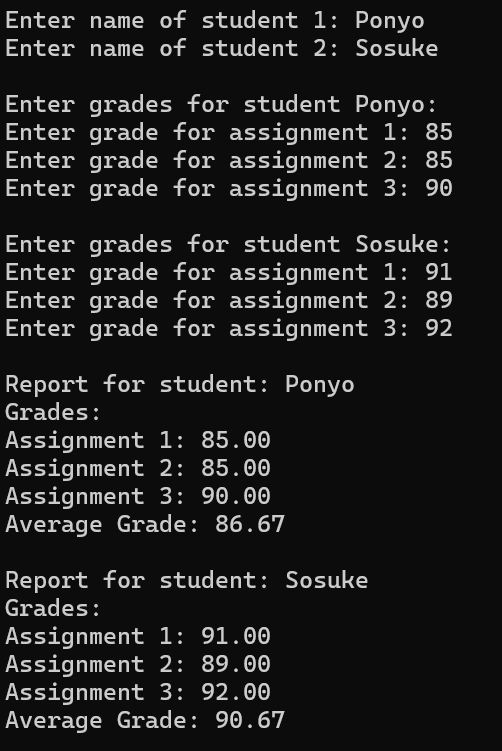 Enter name of student 1: Ponyo
Enter name of student 2: Sosuke
Enter grades for student Ponyo:
Enter grade for assignment 1: 85
Enter grade for assignment 2: 85
Enter grade for assignment 3: 90
Enter grades for student Sosuke:
Enter grade for assignment 1: 91
Enter grade for assignment 2: 89
Enter grade for assignment 3: 92
Report for student: Ponyo
Grades:
Assignment 1: 85.00
Assignment 2: 85.00
Assignment 3: 90.00
Average Grade: 86.67
Report for student: Sosuke
Grades:
Assignment 1: 91.00
Assignment 2: 89.00
Assignment 3: 92.00
Average Grade: 90.67